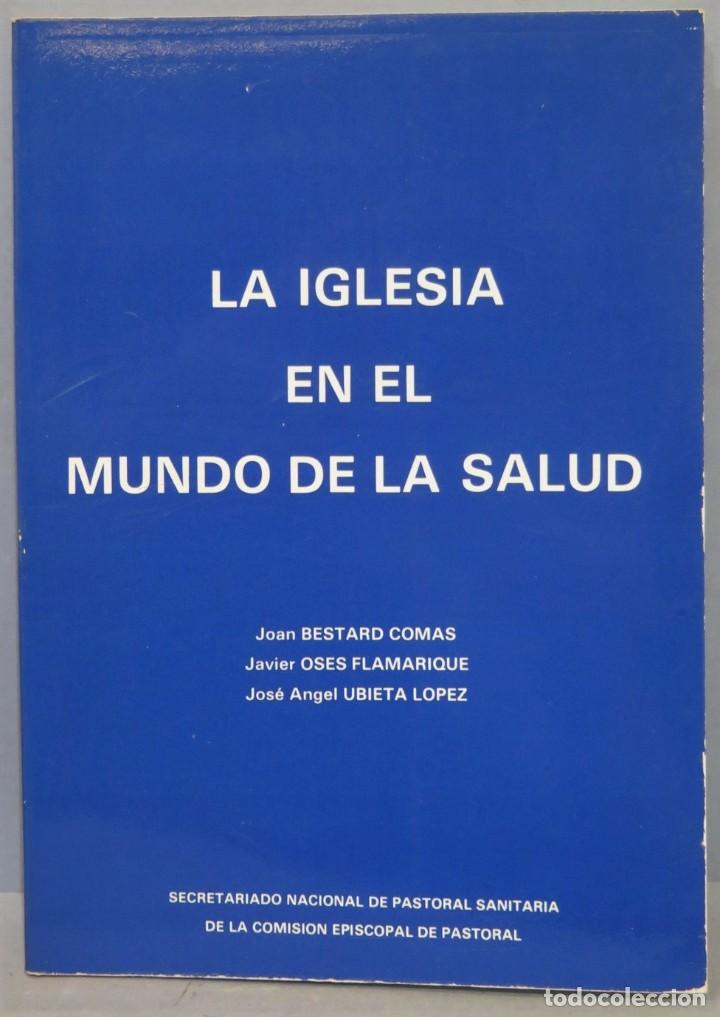 LA IGLESIA
EN EL
MUNDO DE LA SALUD
Joan BESTARD COMAS
Javier OSES FLAMARIQUE
José Angel UBIETA LOPEZ
SECRETARIADO NACIONAL DE PASTORAL SANITARIA
DE LA COMISION EPISCOPAL DE PASTORAL
todocoleccion